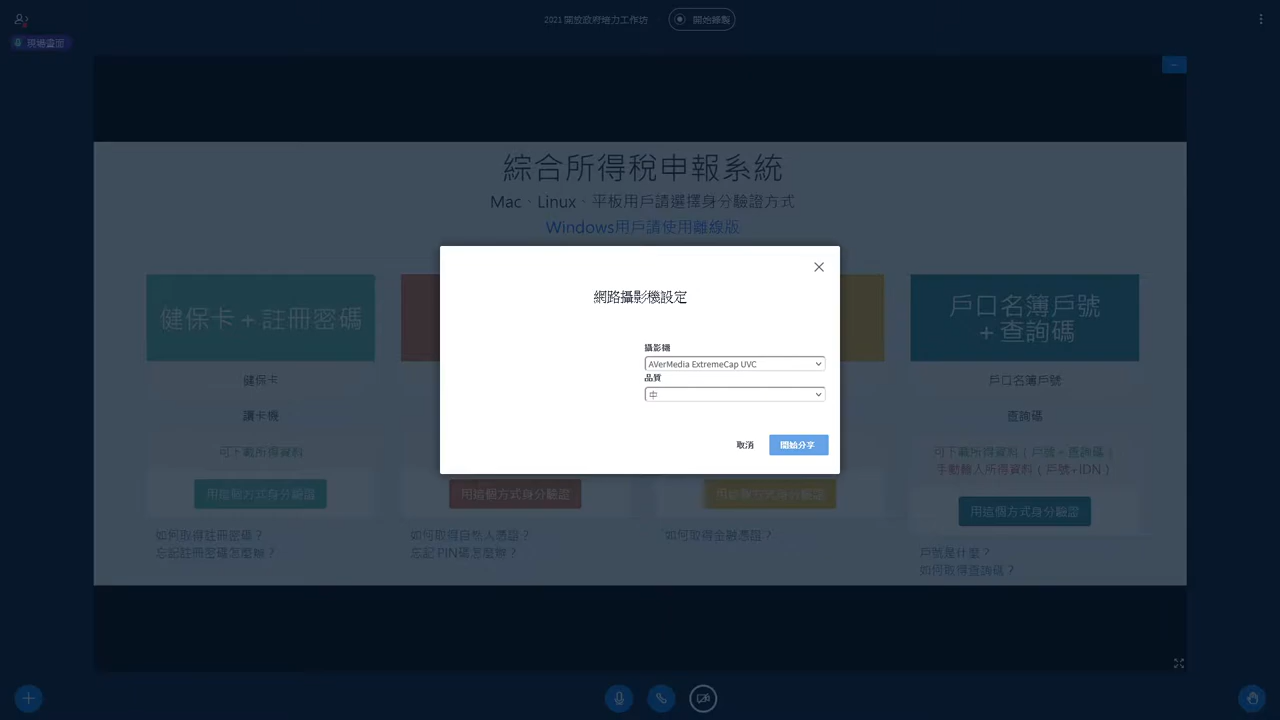 2021 開放政府培力工作坊
開始錄製
現場畫面
綜合所得稅申報系統
Mac、Linux、平板用戶請選擇身分驗證方式
Windows用戶請使用離線版
健保卡+註冊密碼
戶口名簿戶號
+查詢碼
網路攝影機設定
攝影機
AVerMedia ExtremeCap UVC
品質
中
取消
開始分享
健保卡
讀卡機
可下載所得資料
用這個方式身分驗證
如何取得註冊密碼?
忘記註冊密碼怎麼辦?
用這個方式身分驗證
如何取得自然人憑證?
忘記 PIN碼怎麼辦?
用這個方式身分驗證
如何取得金融憑證?
戶口名簿戶號
查詢碼
可下載所得資料(戶號+查詢碼)
手動輸入所得資料(戶號+IDN)
用這個方式身分驗證
戶號是什麼?
如何取得查詢碼?